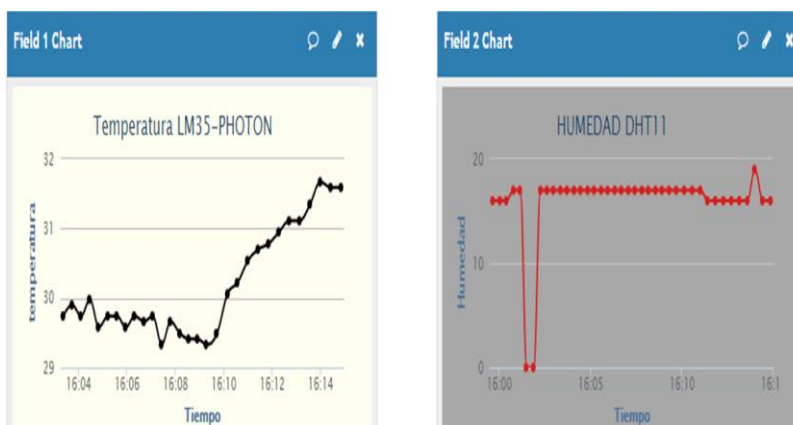 Field 1 Chart
Temperatura LM35-PHOTON
32
31
30
29
temperatura
16:04 16:06 16:08 16:10 16:12 16:14
Tiempo
Field 2 Chart
HUMEDAD DHT11
20
10
0
Humedad
16:00 16:05 16:10 16:1
Tiempo